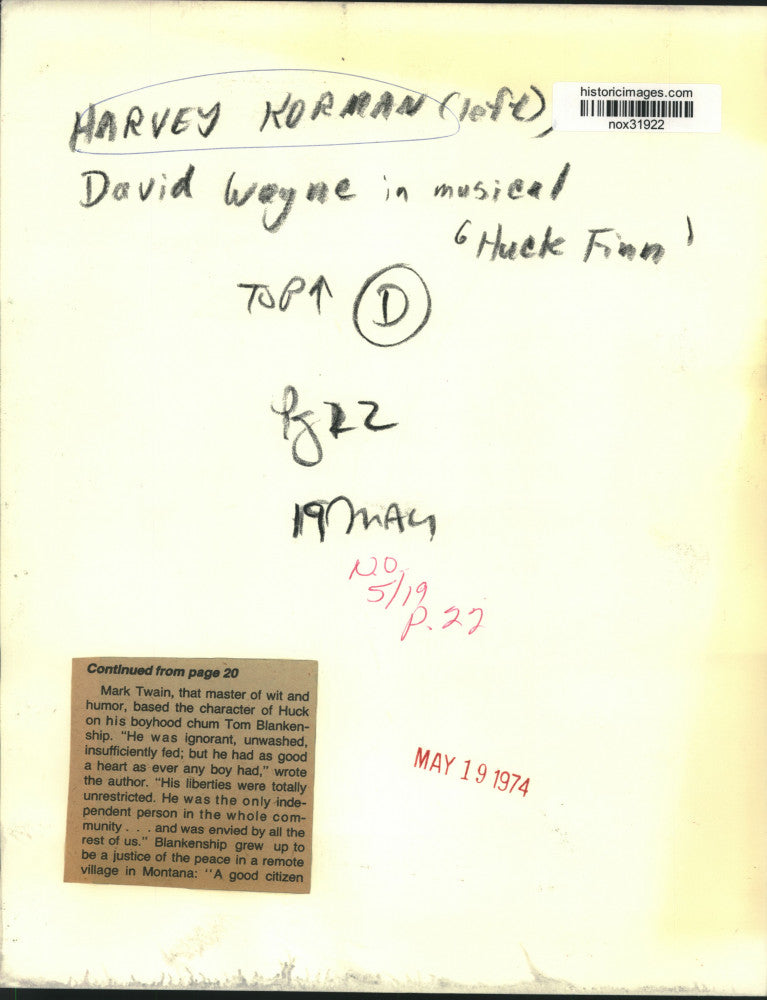 historicimages.com
nox31922
HARVEY KORMAN (left),
David Wayne in musical
'Huck Finn'
TOP↑ D
Pg 22
19 MAY
N.O.
5/19
P. 22
MAY 19 1974
Continued from page 20
Mark Twain, that master of wit and
humor, based the character of Huck
on his boyhood chum Tom Blanken-
ship. "He was ignorant, unwashed,
insufficiently fed; but he had as good
a heart as ever any boy had," wrote
the author. "His liberties were totally
unrestricted. He was the only inde-
pendent person in the whole com-
munity . . . and was envied by all the
rest of us." Blankenship grew up to
be a justice of the peace in a remote
village in Montana: "A good citizen